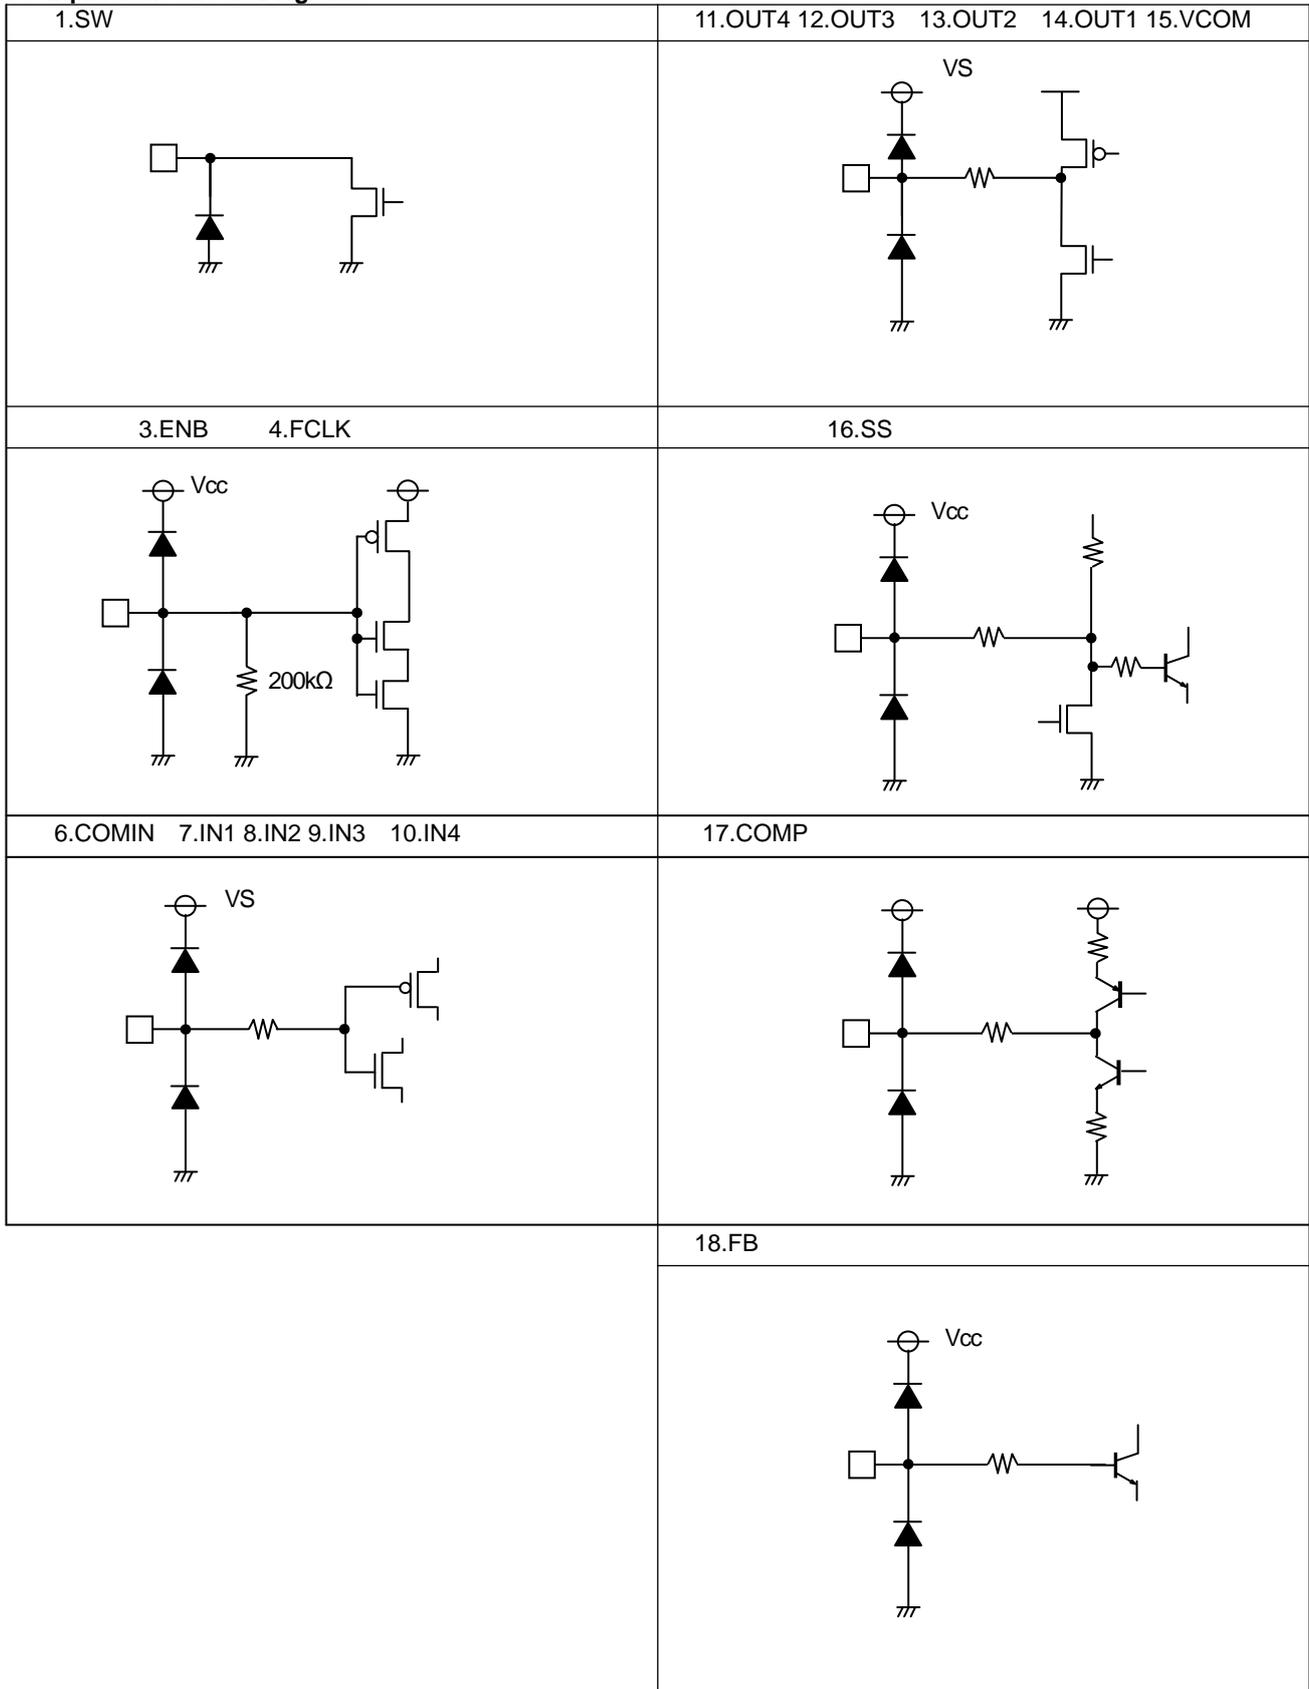 1.SW
11.OUT4 12.OUT3 13.OUT2 14.OUT1 15.VCOM
VS
3.ENB 4.FCLK
16.SS
Vcc
200kΩ
Vcc
6.COMIN 7.IN1 8.IN2 9.IN3 10.IN4
17.COMP
VS
18.FB
Vcc